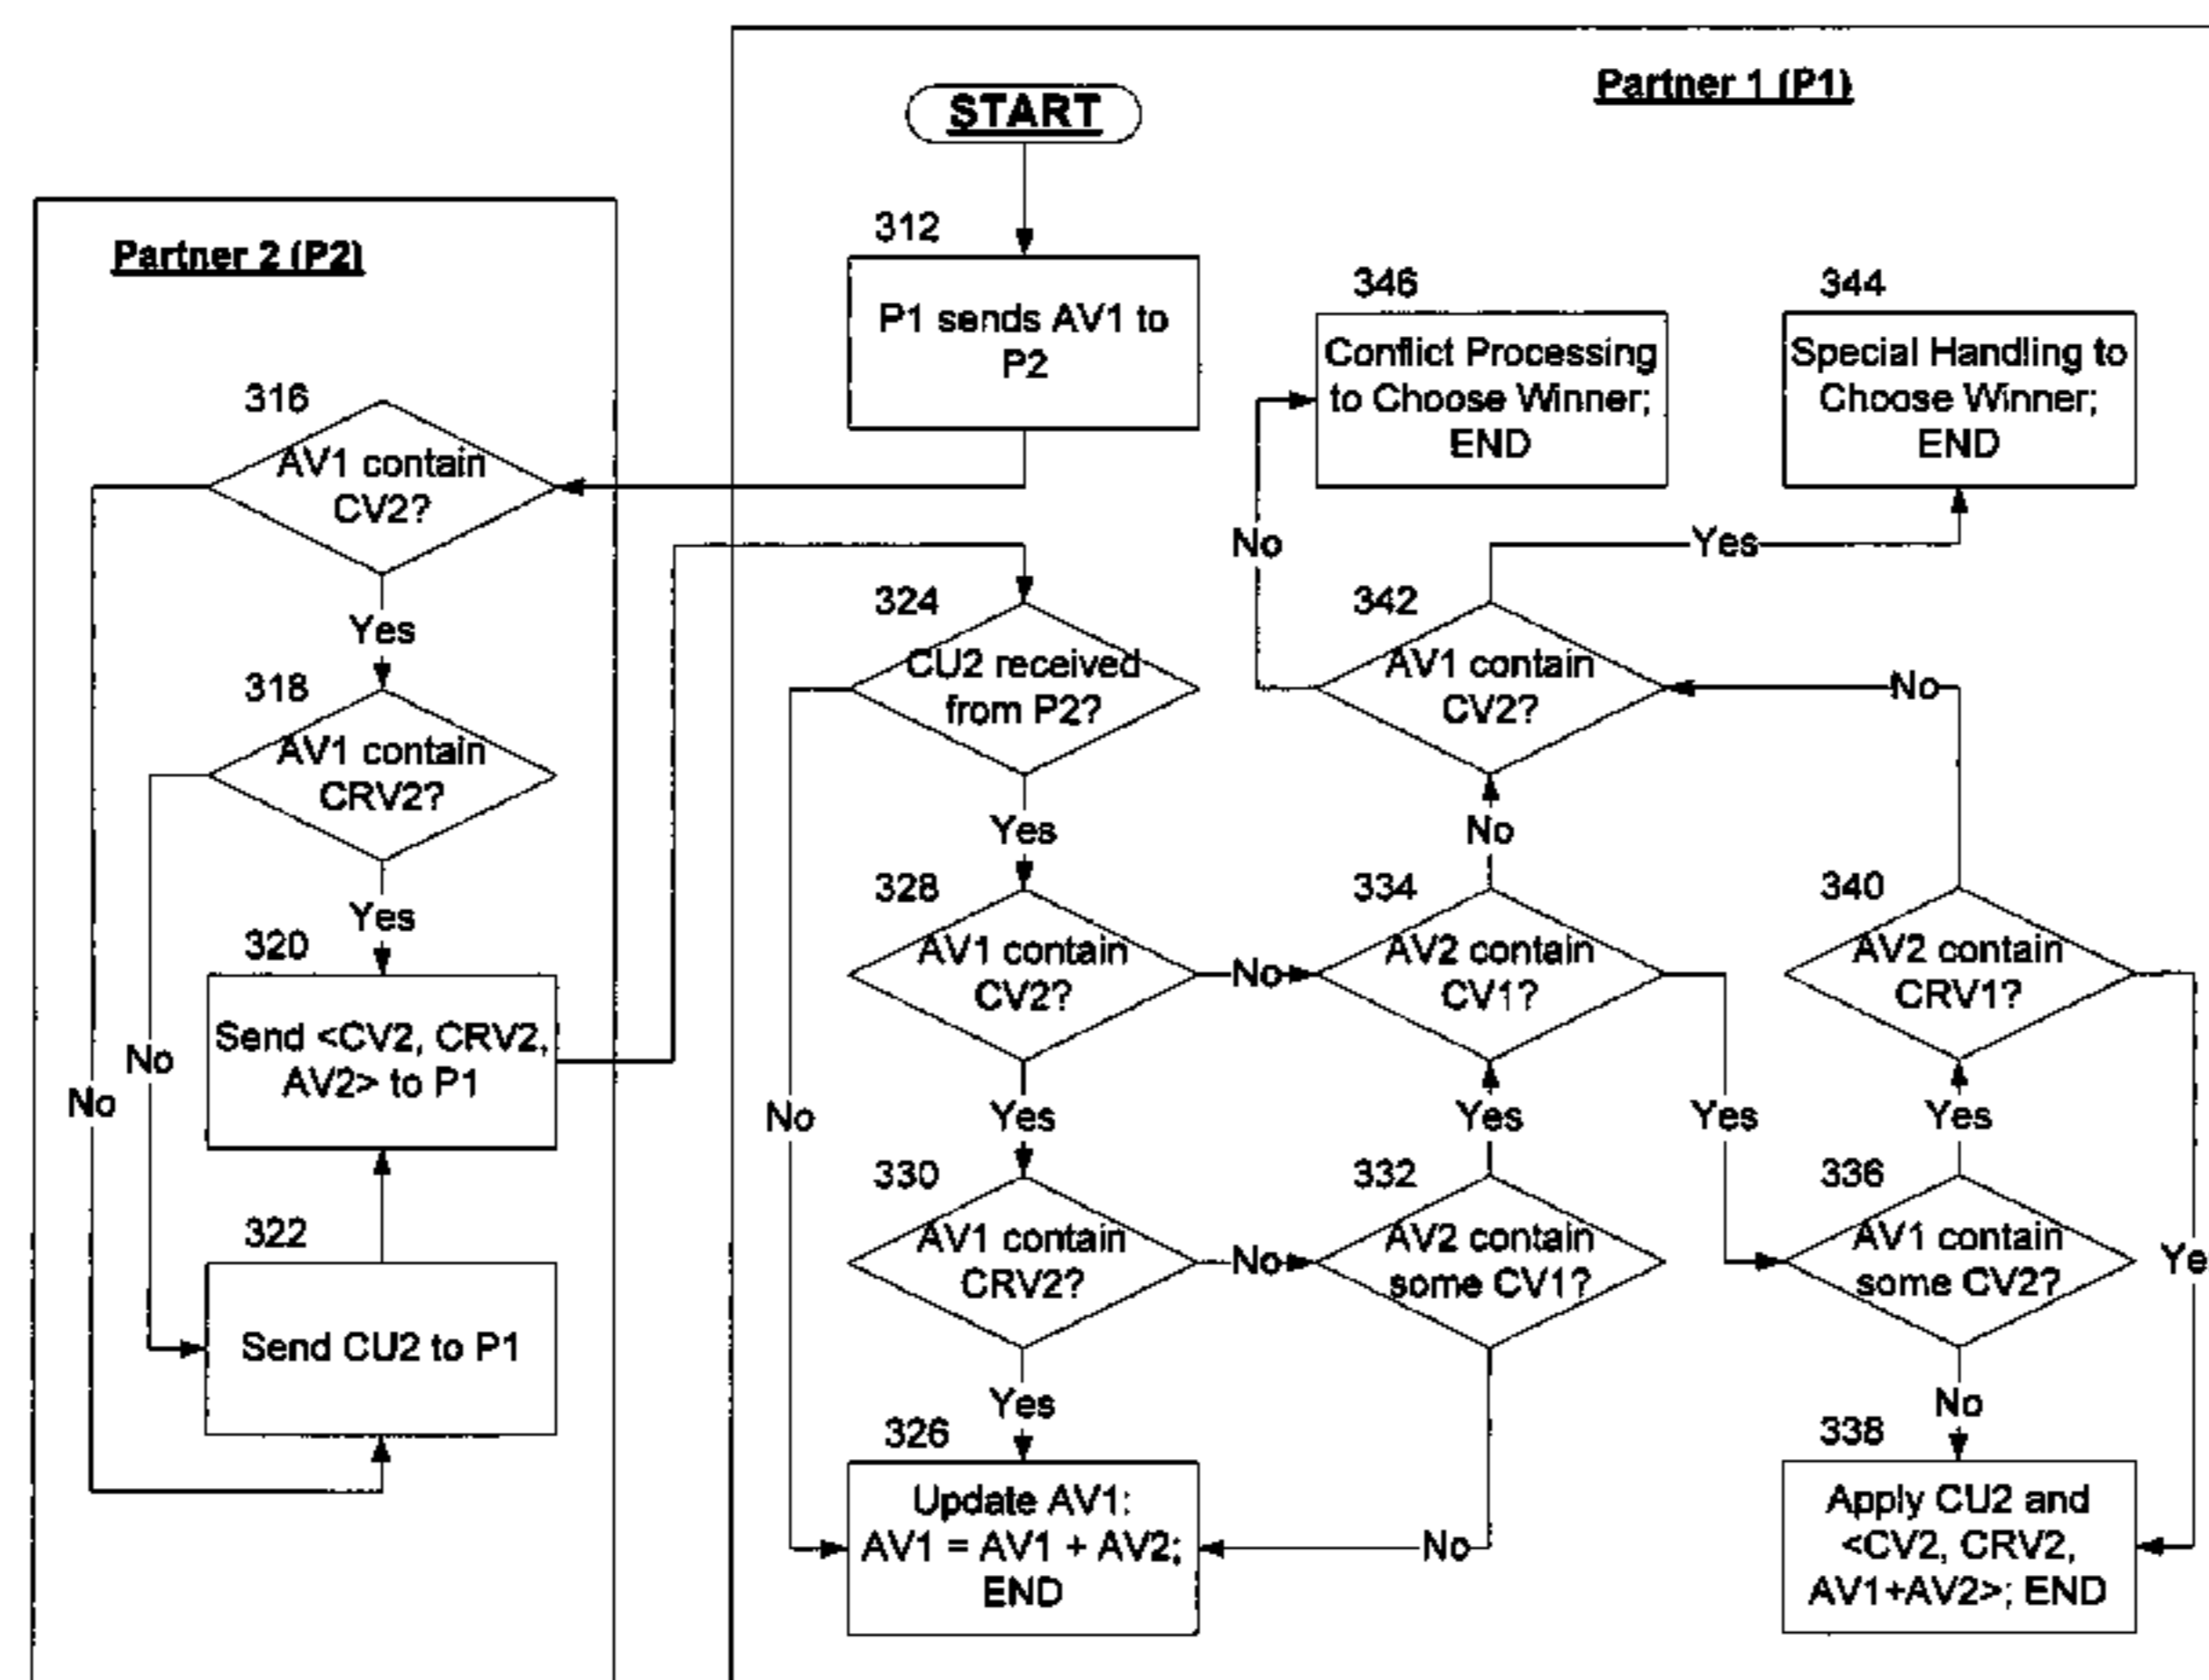 Partner 1 (P1)
START
Partner 2 (P2)
312
P1 sends AV1 to
P2
346
Conflict Processing
to Choose Winner;
END
344
Special Handling to
Choose Winner;
END
316
AV1 contain
CV2?
No
Yes
Yes
324
CU2 received
from P2?
342
AV1 contain
CV2?
No
318
AV1 contain
CRV2?
Yes
No
Yes
328
AV1 contain
CV2?
No
334
AV2 contain
CV1?
340
AV2 contain
CRV1?
320
Send <CV2, CRV2,
AV2> to P1
No
No
No
Yes
Yes
Yes
Yes
322
Send CU2 to P1
330
AV1 contain
CRV2?
No
332
AV2 contain
some CV1?
336
AV1 contain
some CV2?
Ye
Yes
No
326
Update AV1:
AV1 = AV1 + AV2;
END
No
338
Apply CU2 and
<CV2, CRV2,
AV1+AV2>; END